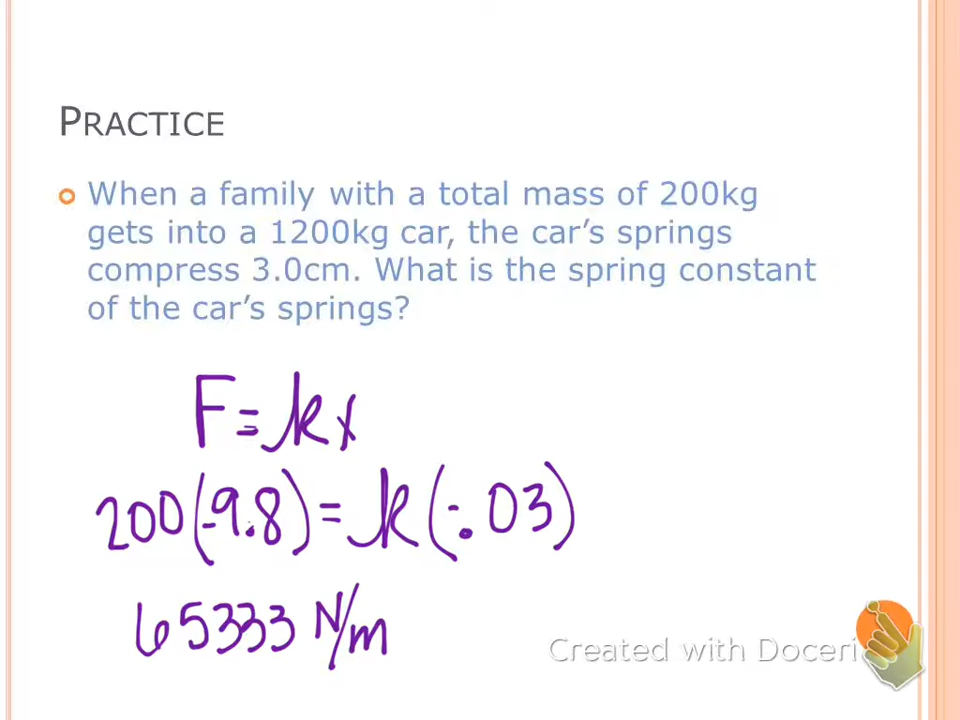 PRACTICE
When a family with a total mass of 200kg
gets into a 1200kg car, the car's springs
compress 3.0cm. What is the spring constant
of the car's springs?
F=kx
200(-9.8)=k(-.03)
65333 N/m
Created with Doceri